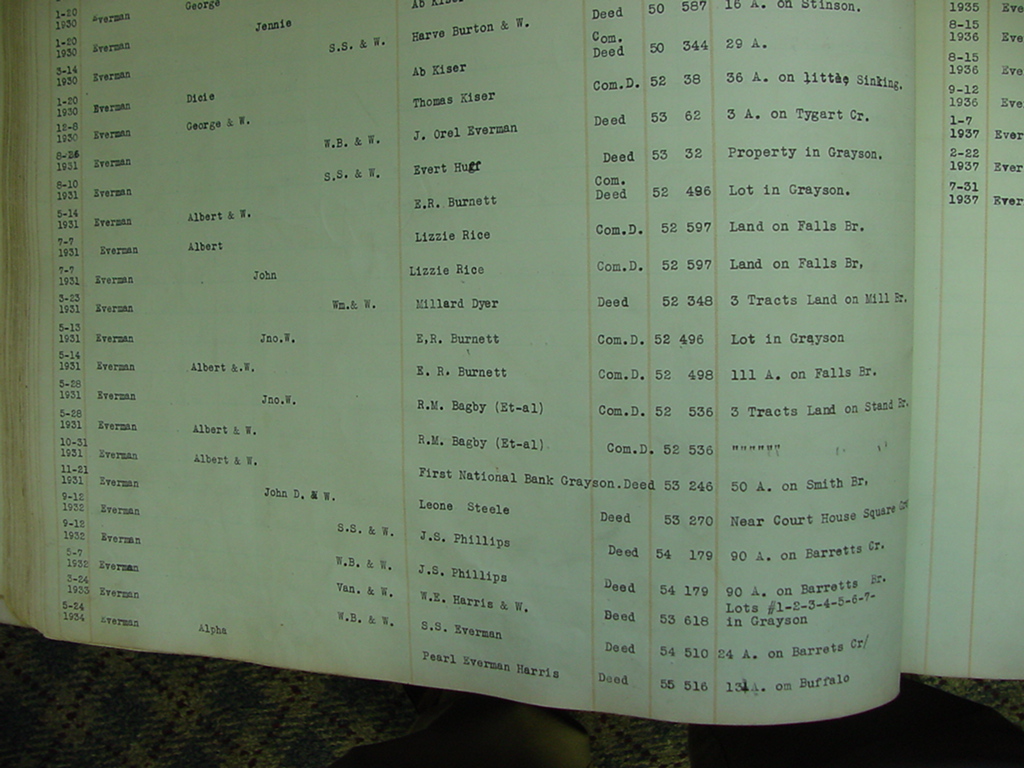 1-20 1930 Everman George
1-20 1930 Everman Jennie Ab Kiser
3-14 1930 Everman S.S. & W. Harve Burton & W. Deed 50 587 16 A. on Stinson.
1-20 1930 Everman Dicie Ab Kiser Com. Deed 50 344 29 A.
12-8 1930 Everman George & W. Thomas Kiser Com.D. 52 38 36 A. on little Sinking.
8-26 1931 Everman W.B. & W. J. Orel Everman Deed 53 62 3 A. on Tygart Cr.
8-10 1931 Everman S.S. & W. Evert Huff Deed 53 32 Property in Grayson.
5-14 1931 Everman Albert & W. E.R. Burnett Com. Deed 52 496 Lot in Grayson.
7-7 1931 Everman Albert Lizzie Rice Com.D. 52 597 Land on Falls Br.
7-7 1931 Everman John Lizzie Rice Com.D. 52 597 Land on Falls Br,
3-23 1931 Everman Wm.& W. Millard Dyer Deed 52 348 3 Tracts Land on Mill Br.
5-13 1931 Everman Jno.W. E.R. Burnett Com.D. 52 496 Lot in Grayson
5-14 1931 Everman Albert &.W. E. R. Burnett Com.D. 52 498 111 A. on Falls Br.
5-28 1931 Everman Jno.W. R.M. Bagby (Et-al) Com.D. 52 536 3 Tracts Land on Stand Br.
5-28 1931 Everman Albert & W. R.M. Bagby (Et-al) Com.D. 52 536 """"""
10-31 1931 Everman Albert & W. First National Bank Grayson.Deed 53 246 50 A. on Smith Br,
11-21 1931 Everman John D. & W. Leone Steele Deed 53 270 Near Court House Square
9-12 1932 Everman S.S. & W. J.S. Phillips Deed 54 179 90 A. on Barretts Cr.
9-12 1932 Everman W.B. & W. J.S. Phillips Deed 54 179 90 A. on Barretts Br.
5-7 1932 Everman Van. & W. W.E. Harris & W. Deed 53 618 Lots #1-2-3-4-5-6-7- in Grayson
3-24 1933 Everman W.B. & W. S.S. Everman Deed 54 510 24 A. on Barrets Cr/
5-24 1934 Everman Alpha Pearl Everman Harris Deed 55 516 om Buffalo
1935 Eve
8-15
1936 Eve
8-15
1936 Eve
9-12
1936 Eve
1-7
1937 Ever
2-22
1937 Ever
7-31
1937 Ever